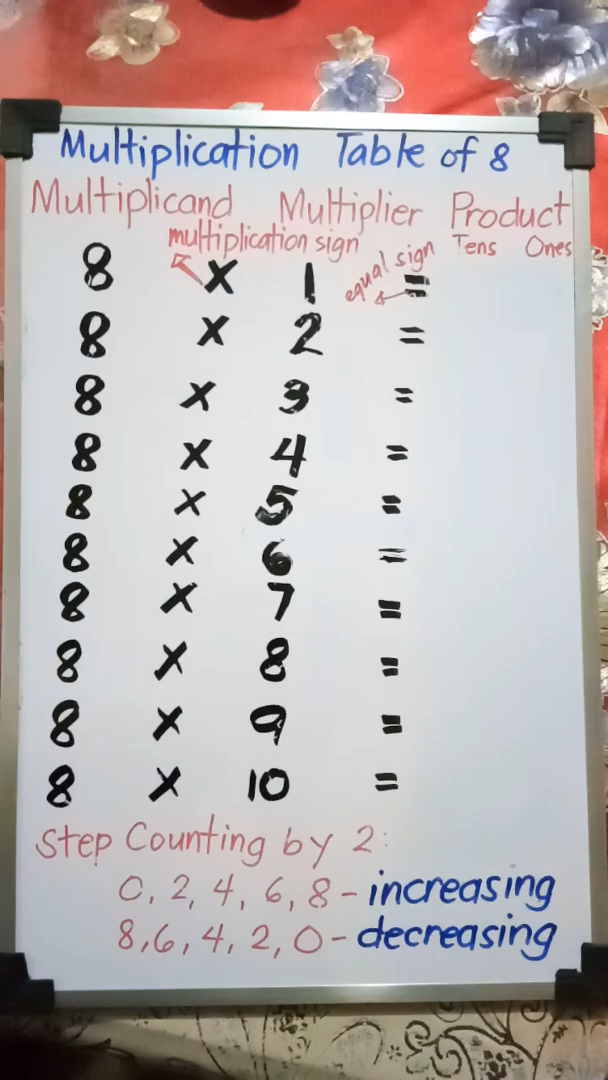 Multiplication Table of 8
Multiplicand Multiplier Product
multiplication sign equal sign Tens Ones
8 x 1 =
8 x 2 =
8 x 3 =
8 x 4 =
8 x 5 =
8 x 6 =
8 x 7 =
8 x 8 =
8 x 9 =
8 x 10 =
Step Counting by 2:
0, 2, 4, 6, 8 - increasing
8, 6, 4, 2, 0 - decreasing